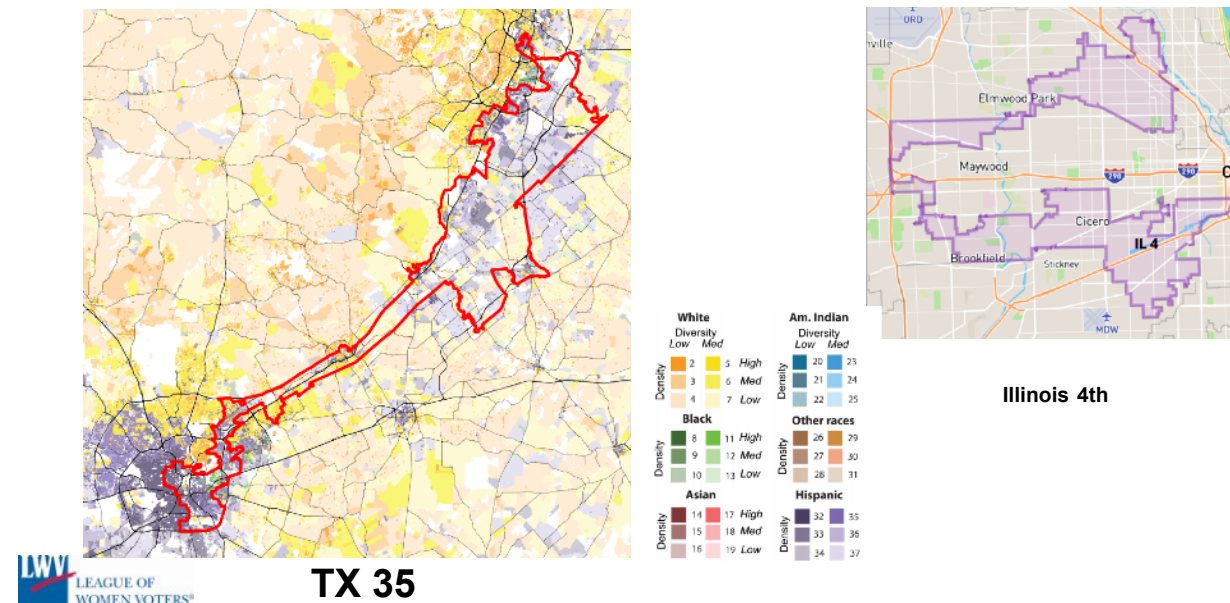 ORD
nville
Elmwood Park
Maywood
290
290
C
Cicero
IL 4
Brookfield
Stickney
MDW
White
Diversity
Low Med
Density
2 5 High
3 6 Med
4 7 Low
Am. Indian
Diversity
Low Med
Density
20 23
21 24
22 25
Black
Density
8 11 High
9 12 Med
10 13 Low
Other races
Density
26 29
27 30
28 31
Asian
Density
14 17 High
15 18 Med
16 19 Low
Hispanic
Density
32 35
33 36
34 37
Illinois 4th
LWV
LEAGUE OF
WOMEN VOTERS®
TX 35